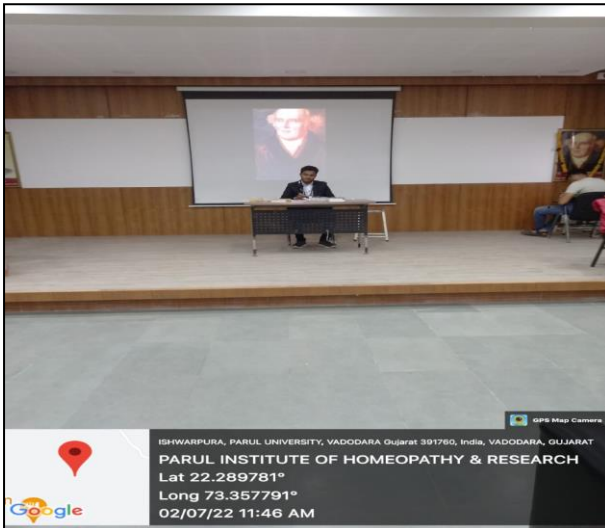 GPS Map Camera
ISHWARPURA, PARUL UNIVERSITY, VADODARA Gujarat 391760, India, VADODARA, GUJARAT
PARUL INSTITUTE OF HOMEOPATHY & RESEARCH
Lat 22.289781°
Long 73.357791°
02/07/22 11:46 AM
Google